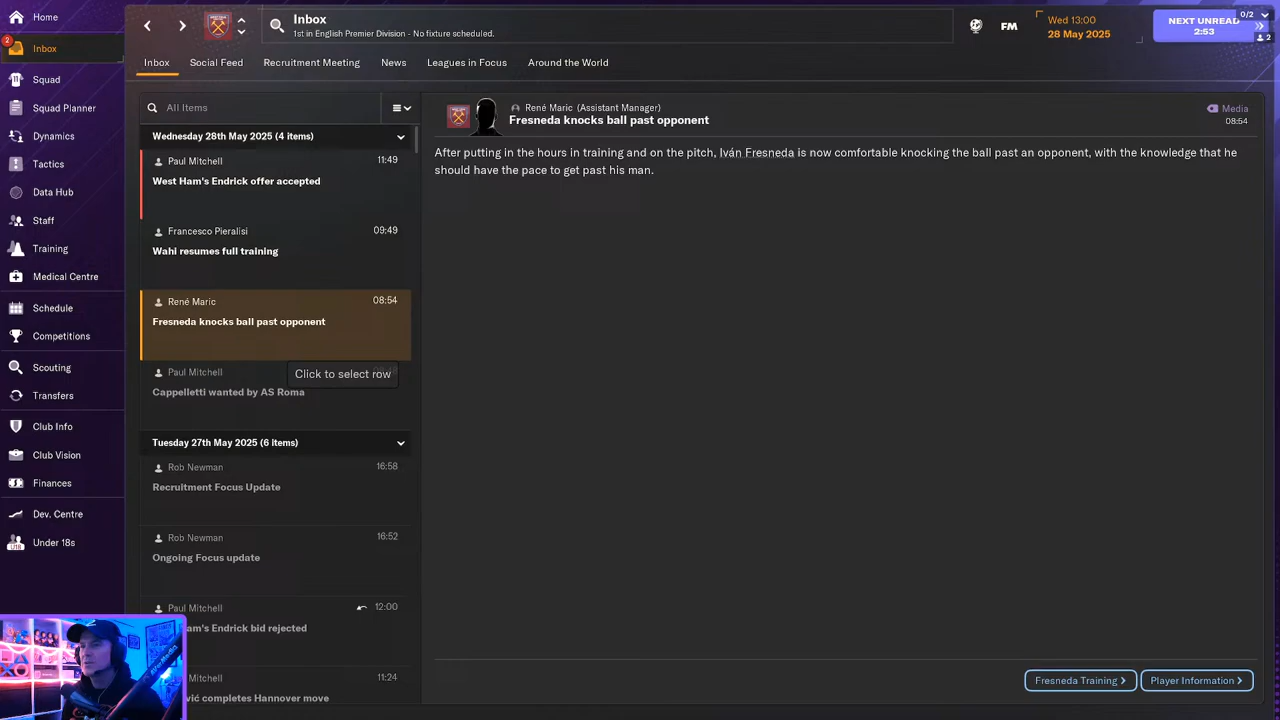 Home
2
Inbox
Squad
Squad Planner
Dynamics
Tactics
Data Hub
Staff
Training
Medical Centre
Schedule
Competitions
Scouting
Transfers
Club Info
Club Vision
Finances
Dev. Centre
Under 18s
Inbox
1st in English Premier Division - No fixture scheduled.
FM
Wed 13:00
28 May 2025
NEXT UNREAD
2:53
0/2
2
Inbox
Social Feed
Recruitment Meeting
News
Leagues in Focus
Around the World
All Items
Wednesday 28th May 2025 (4 items)
Paul Mitchell 11:49
West Ham's Endrick offer accepted
Francesco Pieralisi 09:49
Wahi resumes full training
René Maric 08:54
Fresneda knocks ball past opponent
Paul Mitchell
Click to select row
Cappelletti wanted by AS Roma
Tuesday 27th May 2025 (6 items)
Rob Newman 16:58
Recruitment Focus Update
Rob Newman 16:52
Ongoing Focus update
Paul Mitchell 12:00
am's Endrick bid rejected
Mitchell 11:24
vić completes Hannover move
René Maric (Assistant Manager)
Fresneda knocks ball past opponent
Media
08:54
After putting in the hours in training and on the pitch, Iván Fresneda is now comfortable knocking the ball past an opponent, with the knowledge that he
should have the pace to get past his man.
Fresneda Training
Player Information